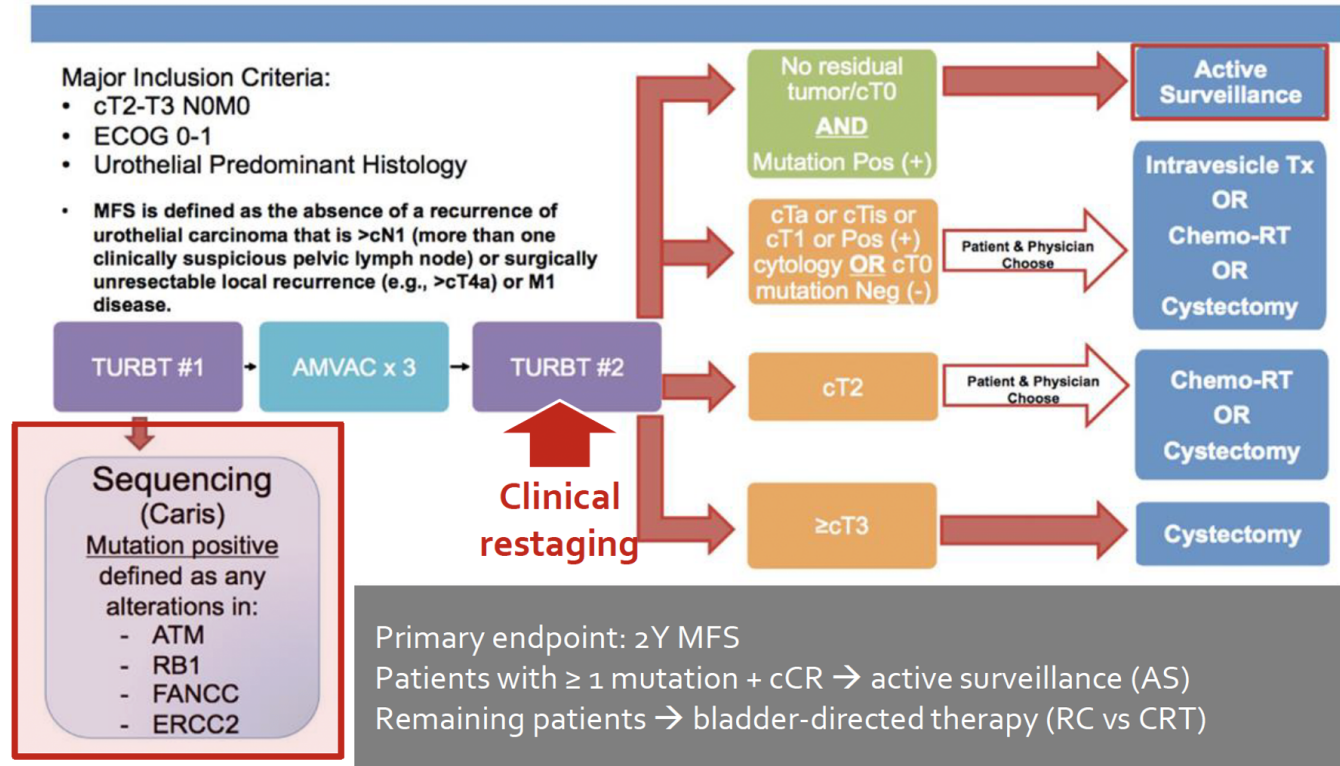 Major Inclusion Criteria:
• cT2-T3 N0M0
• ECOG 0-1
• Urothelial Predominant Histology
• MFS is defined as the absence of a recurrence of
urothelial carcinoma that is >cN1 (more than one
clinically suspicious pelvic lymph node) or surgically
unresectable local recurrence (e.g., >cT4a) or M1
disease.
TURBT #1
AMVAC x 3
TURBT #2
Clinical
restaging
Sequencing
(Caris)
Mutation positive
defined as any
alterations in:
- ATM
- RB1
- FANCC
- ERCC2
No residual
tumor/cT0
AND
Mutation Pos (+)
Active
Surveillance
cTa or cTis or
cT1 or Pos (+)
cytology OR cT0
mutation Neg (-)
Patient & Physician
Choose
Intravesicle Tx
OR
Chemo-RT
OR
Cystectomy
cT2
Patient & Physician
Choose
Chemo-RT
OR
Cystectomy
≥cT3
Cystectomy
Primary endpoint: 2Y MFS
Patients with ≥ 1 mutation + cCR → active surveillance (AS)
Remaining patients → bladder-directed therapy (RC vs CRT)